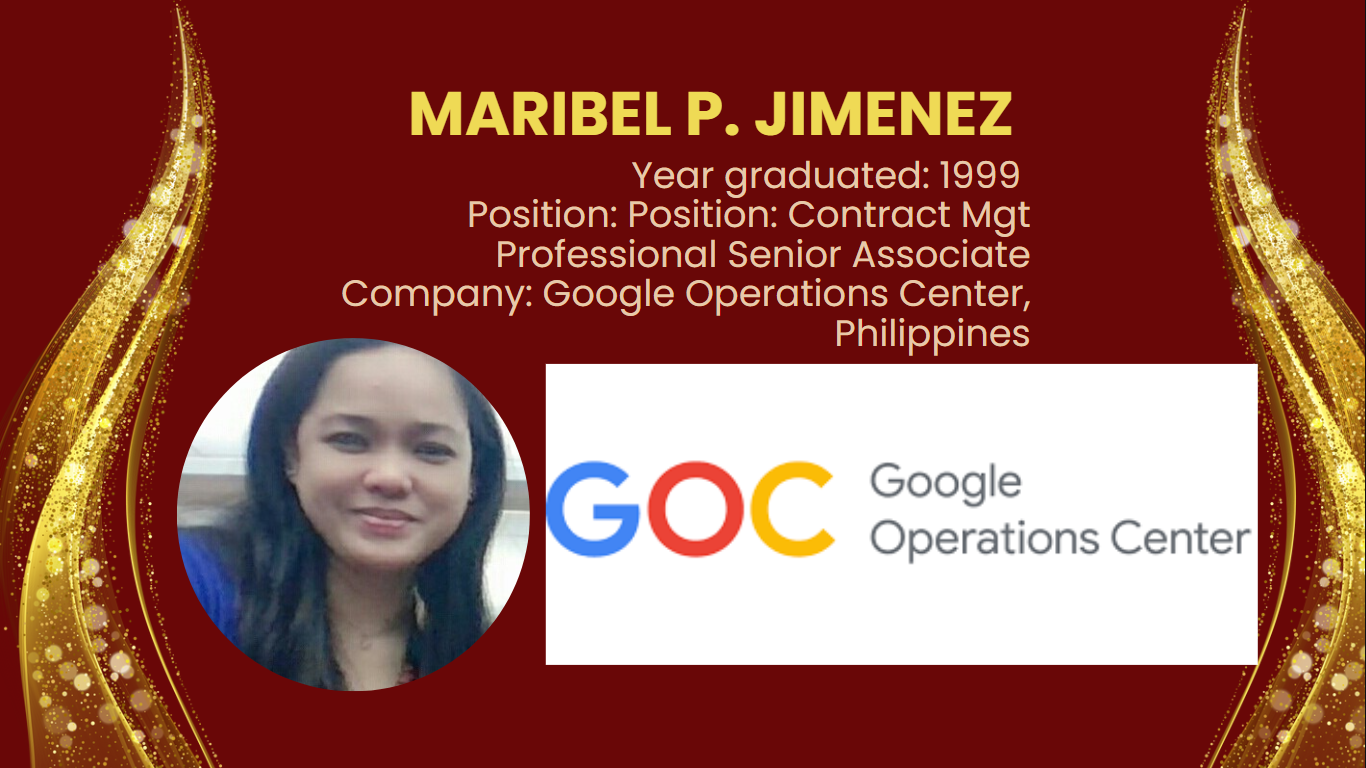 MARIBEL P. JIMENEZ
Year graduated: 1999
Position: Position: Contract Mgt
Professional Senior Associate
Company: Google Operations Center,
Philippines
GOC
Google
Operations Center